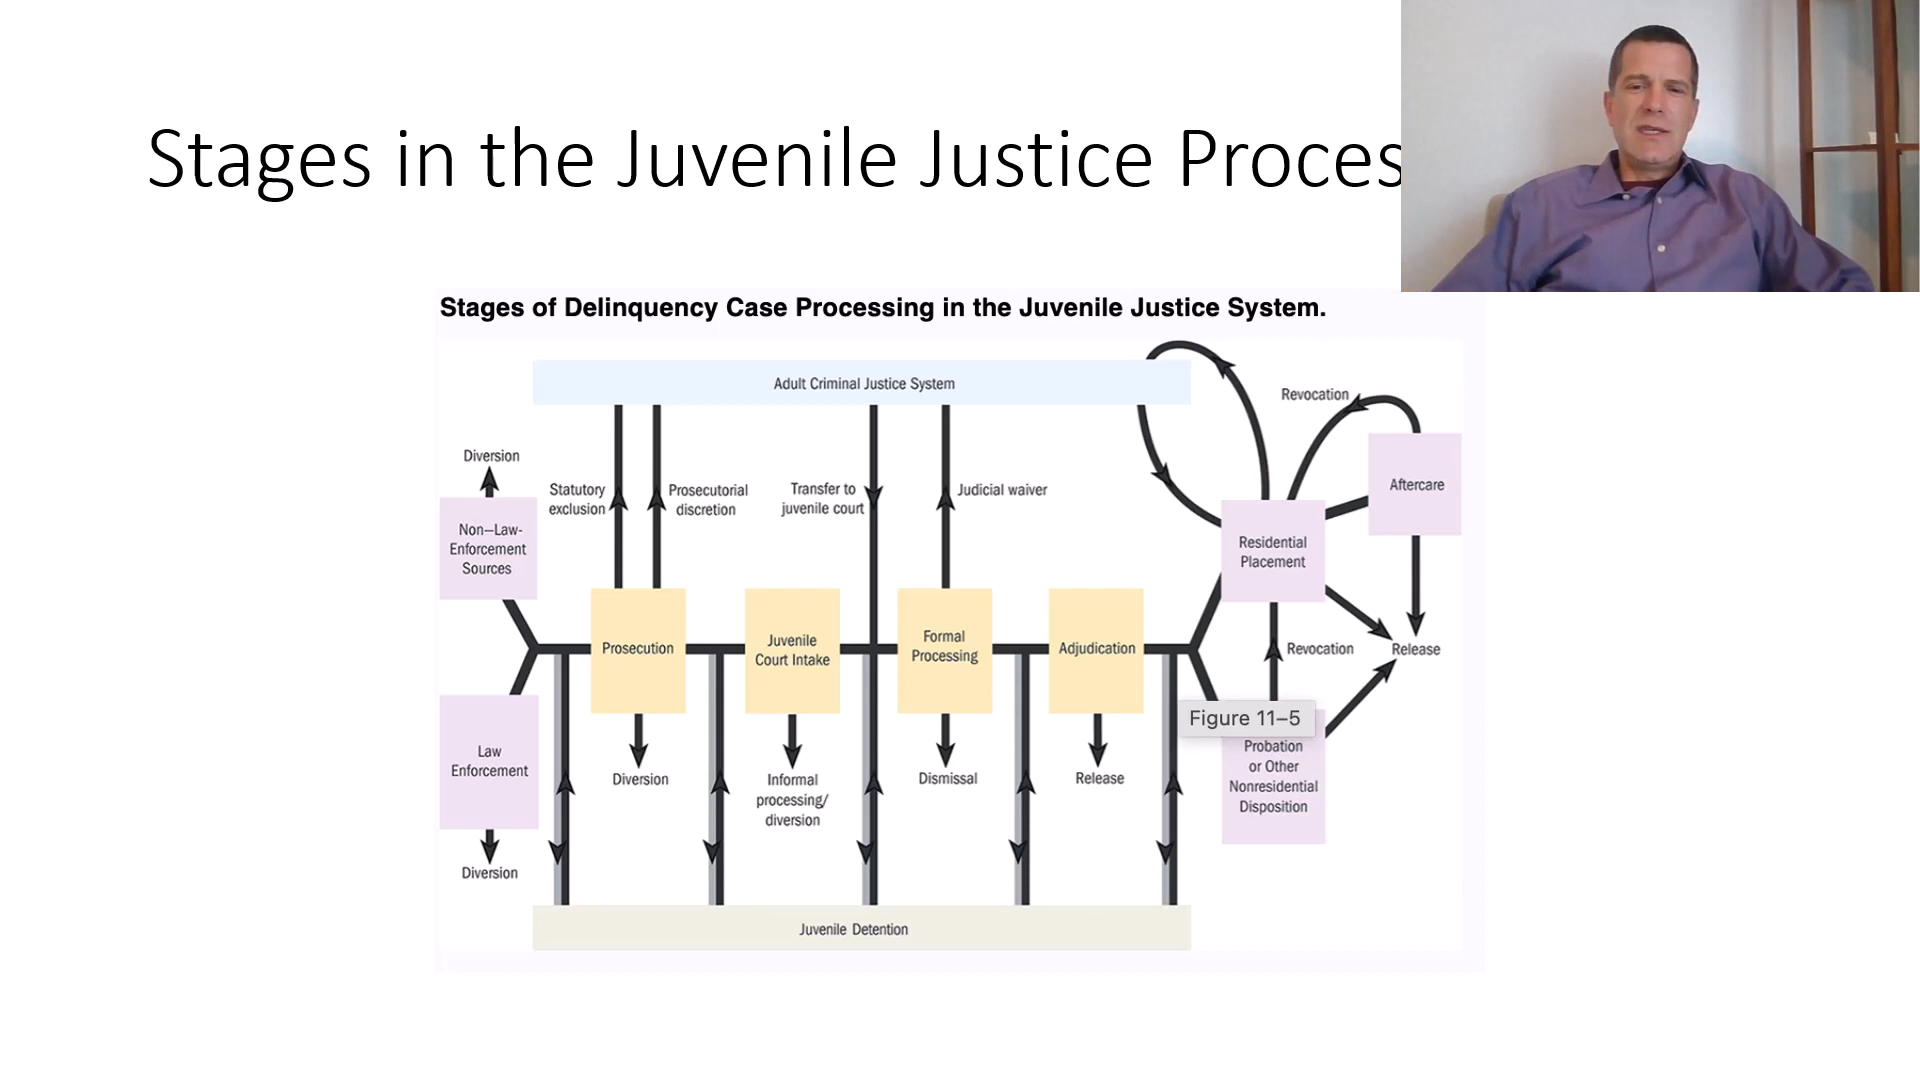 Stages in the Juvenile Justice Proces
Stages of Delinquency Case Processing in the Juvenile Justice System.
Adult Criminal Justice System
Revocation
Diversion
Statutory
exclusion
Prosecutorial
discretion
Transfer to
juvenile court
Judicial waiver
Aftercare
Non–Law-
Enforcement
Sources
Residential
Placement
Prosecution
Juvenile
Court Intake
Formal
Processing
Adjudication
Revocation
Release
Law
Enforcement
Diversion
Informal
processing/
diversion
Dismissal
Release
Figure 11–5
Probation
or Other
Nonresidential
Disposition
Diversion
Juvenile Detention